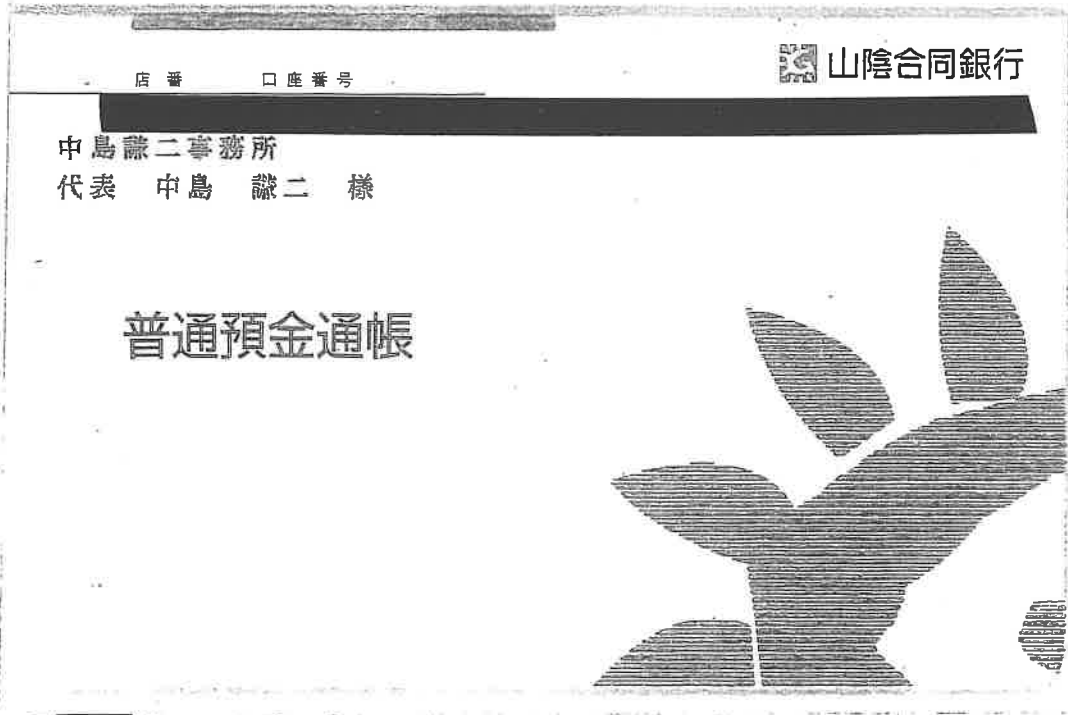 店番 口座番号
山陰合同銀行
中島謙二事務所
代表 中島 謙二 様
普通預金通帳